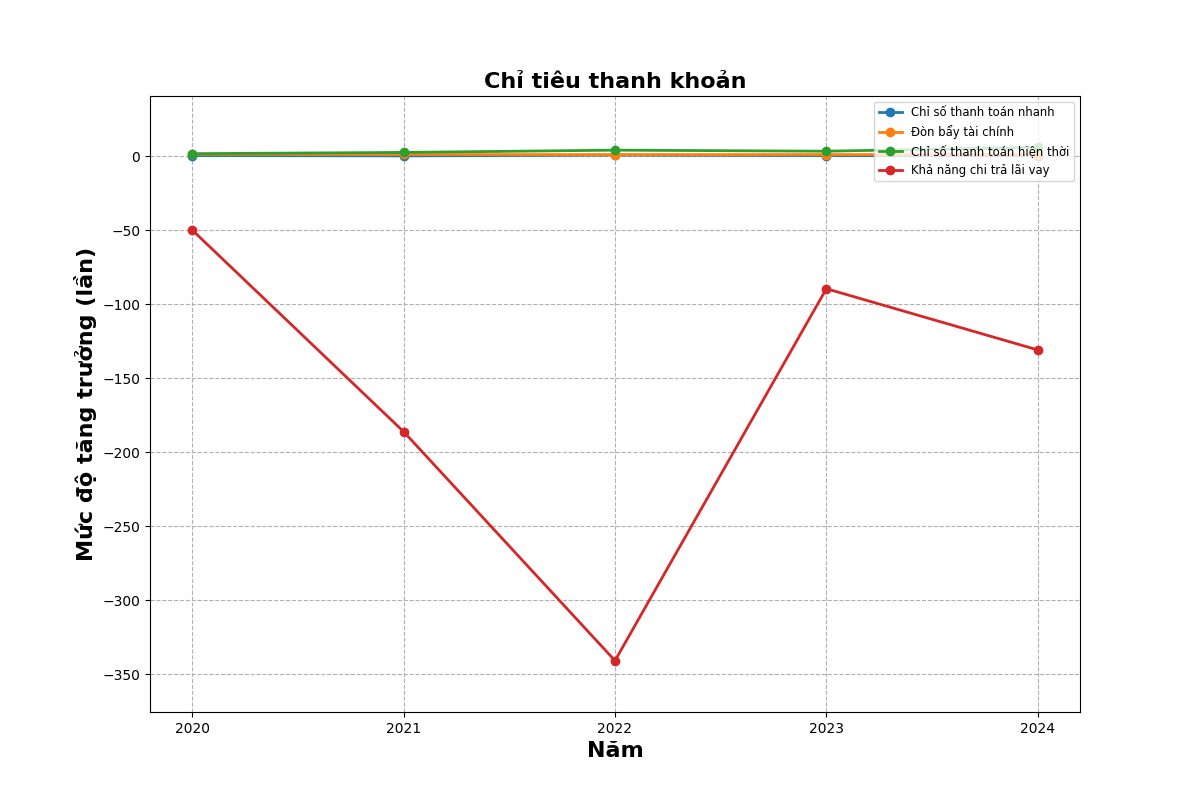 Chỉ tiêu thanh khoản
Chỉ số thanh toán nhanh
Đòn bẩy tài chính
Chỉ số thanh toán hiện thời
Khả năng chi trả lãi vay
Mức độ tăng trưởng (lần)
0
−50
−100
−150
−200
−250
−300
−350
2020 2021 2022 2023 2024
Năm